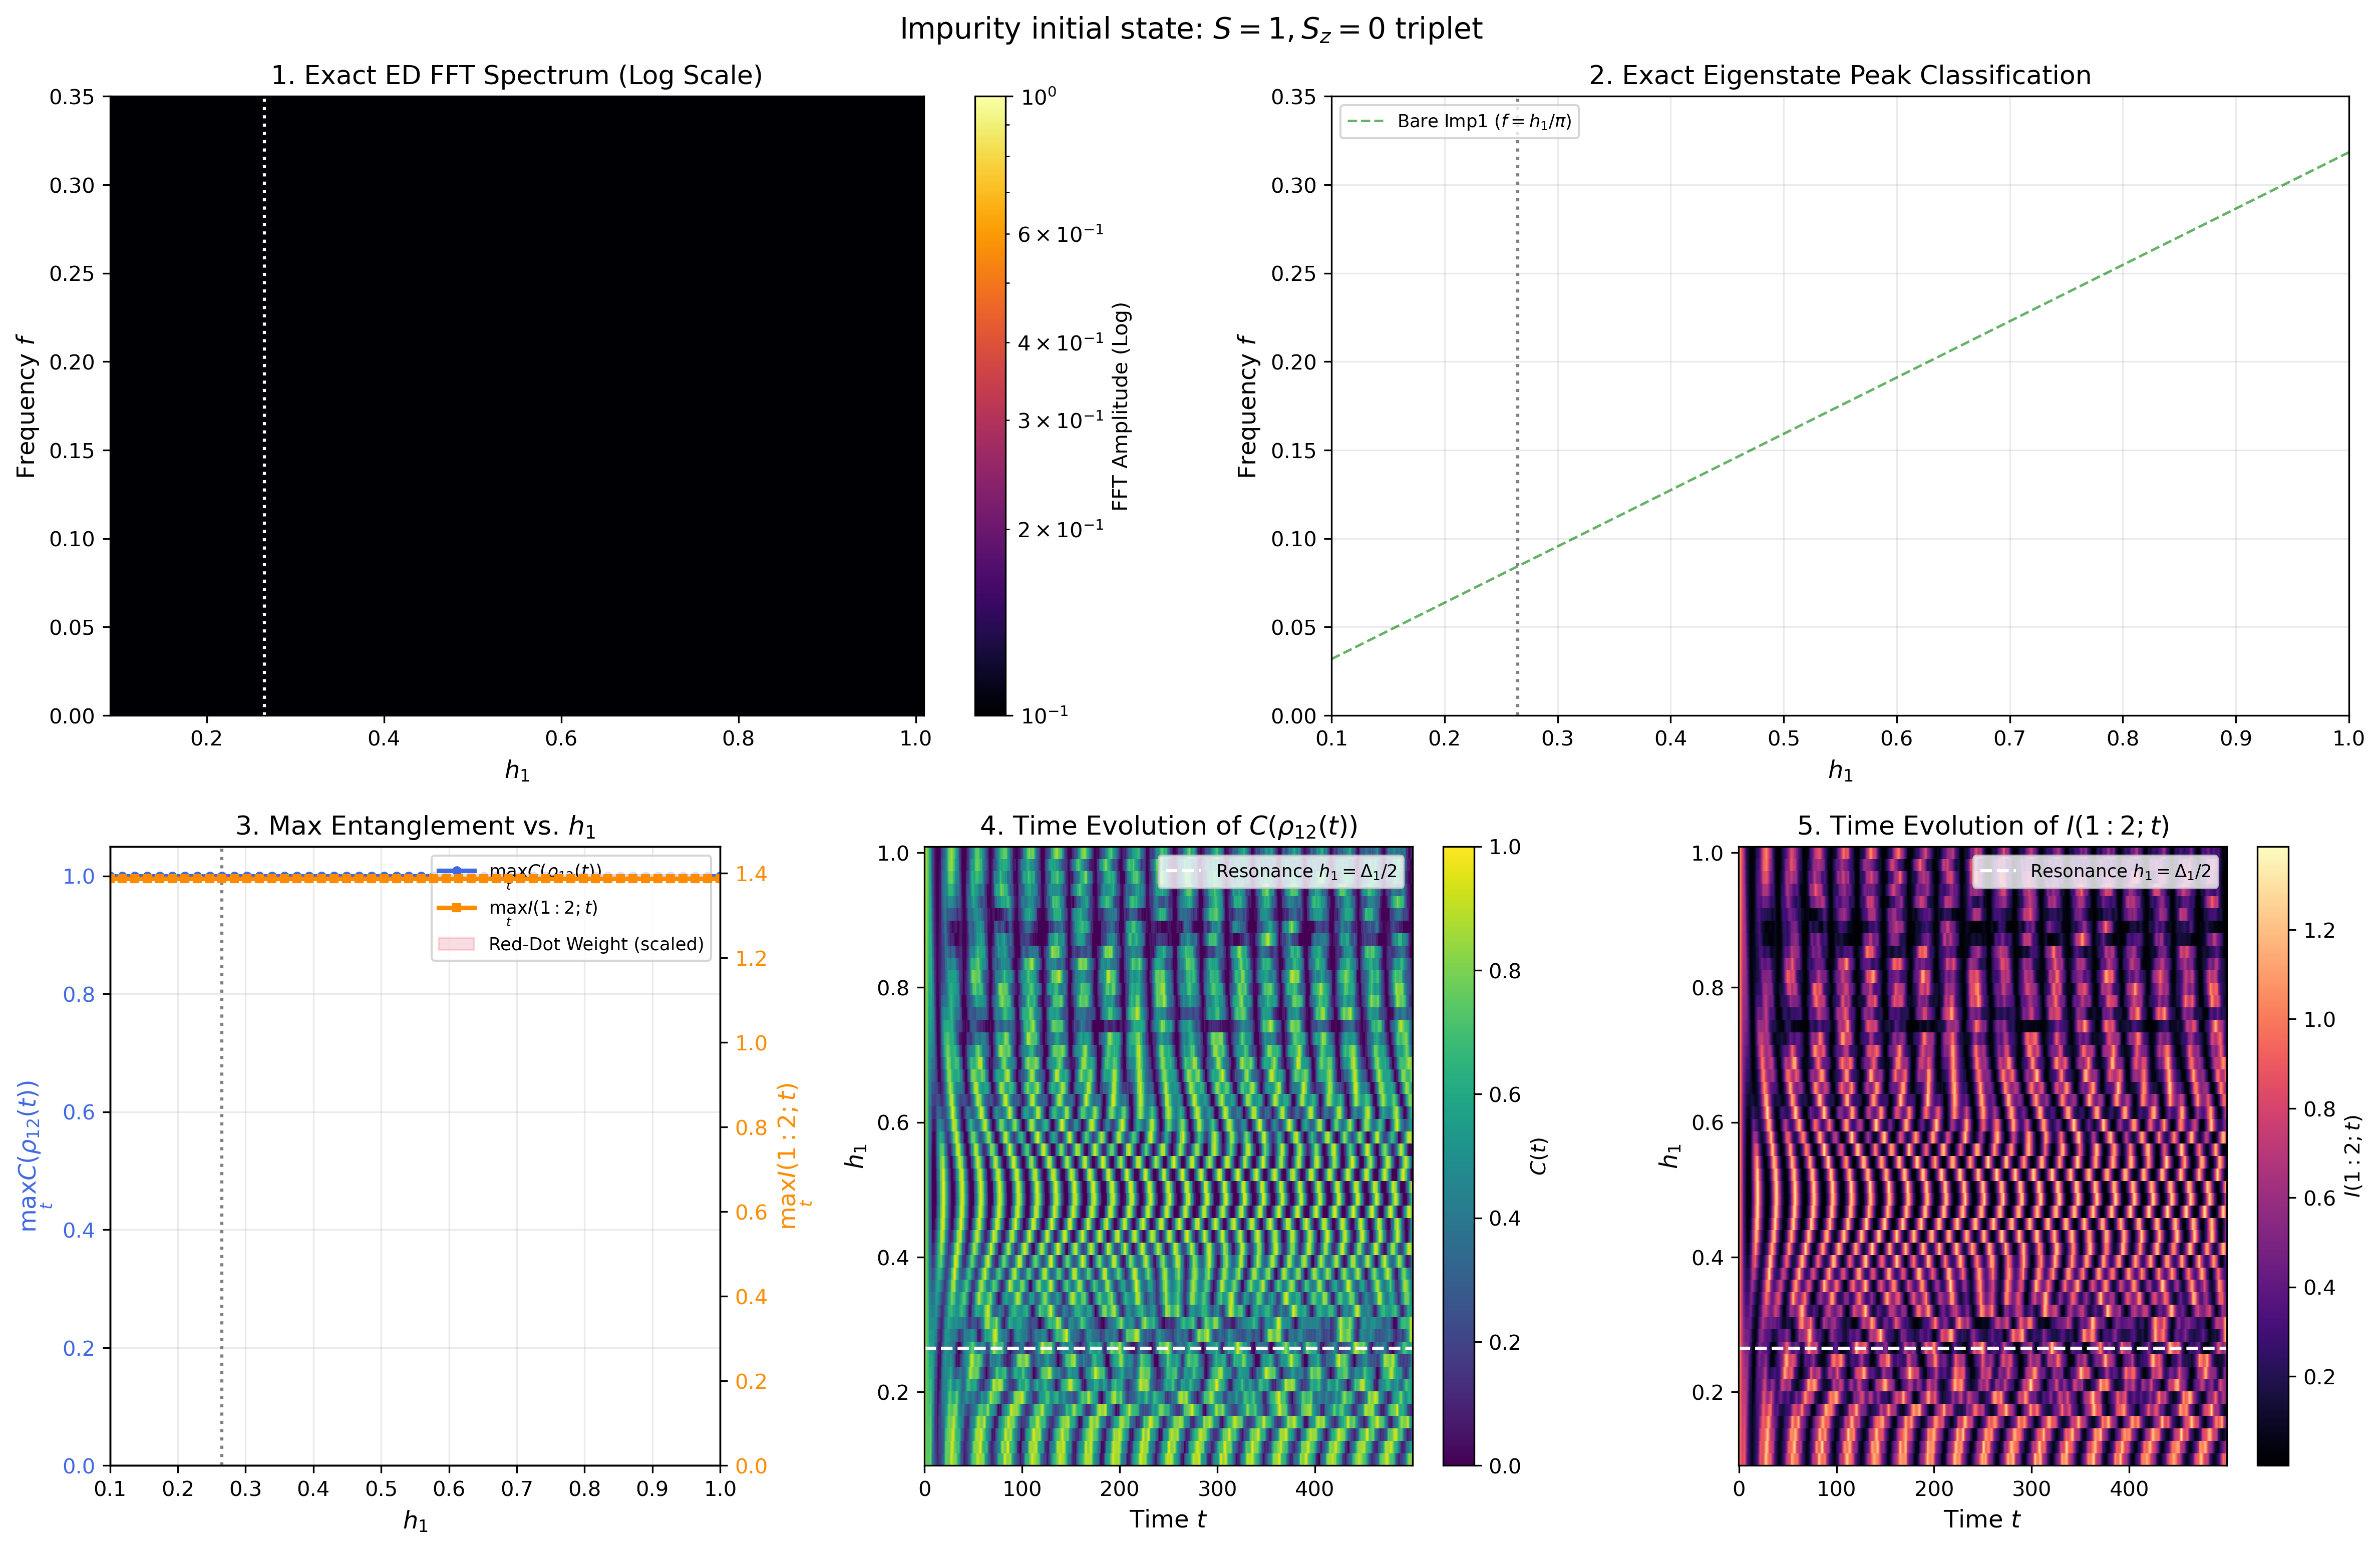 Impurity initial state: S = 1, S_z = 0 triplet
1. Exact ED FFT Spectrum (Log Scale)
Frequency f
0.35
0.30
0.25
0.20
0.15
0.10
0.05
0.00
0.2
0.4
0.6
0.8
1.0
h_1
10^0
6 × 10^−1
4 × 10^−1
3 × 10^−1
2 × 10^−1
10^−1
FFT Amplitude (Log)
2. Exact Eigenstate Peak Classification
Bare Imp1 (f = h_1/π)
Frequency f
0.35
0.30
0.25
0.20
0.15
0.10
0.05
0.00
0.1
0.2
0.3
0.4
0.5
0.6
0.7
0.8
0.9
1.0
h_1
3. Max Entanglement vs. h_1
max_t C(ρ_12(t))
max_t I(1 : 2; t)
Red-Dot Weight (scaled)
max_t C(ρ_12(t))
1.0
0.8
0.6
0.4
0.2
0.0
0.1
0.2
0.3
0.4
0.5
0.6
0.7
0.8
0.9
1.0
h_1
1.4
1.2
1.0
0.8
0.6
0.4
0.2
0.0
max_t I(1 : 2; t)
4. Time Evolution of C(ρ_12(t))
Resonance h_1 = Δ_1/2
h_1
1.0
0.8
0.6
0.4
0.2
0
100
200
300
400
Time t
1.0
0.8
0.6
0.4
0.2
0.0
C(t)
5. Time Evolution of I(1 : 2; t)
Resonance h_1 = Δ_1/2
h_1
1.0
0.8
0.6
0.4
0.2
0
100
200
300
400
Time t
1.2
1.0
0.8
0.6
0.4
0.2
I(1 : 2; t)